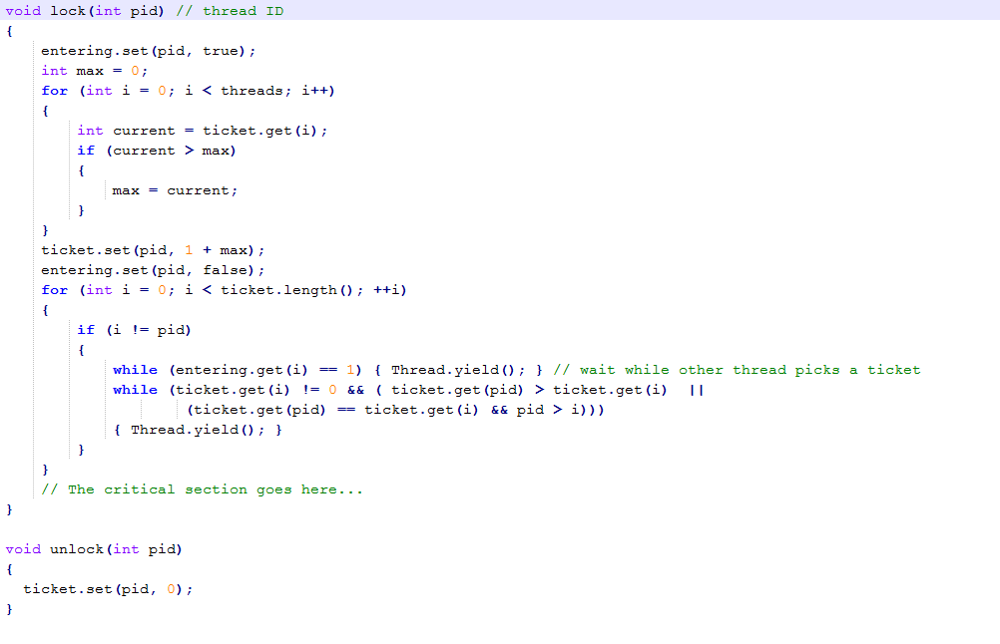 void lock(int pid) // thread ID
{
    entering.set(pid, true);
    int max = 0;
    for (int i = 0; i < threads; i++)
    {
        int current = ticket.get(i);
        if (current > max)
        {
            max = current;
        }
    }
    ticket.set(pid, 1 + max);
    entering.set(pid, false);
    for (int i = 0; i < ticket.length(); ++i)
    {
        if (i != pid)
        {
            while (entering.get(i) == 1) { Thread.yield(); } // wait while other thread picks a ticket
            while (ticket.get(i) != 0 && ( ticket.get(pid) > ticket.get(i)  ||
                    (ticket.get(pid) == ticket.get(i) && pid > i)))
            { Thread.yield(); }
        }
    }
    // The critical section goes here...
}

void unlock(int pid)
{
  ticket.set(pid, 0);
}